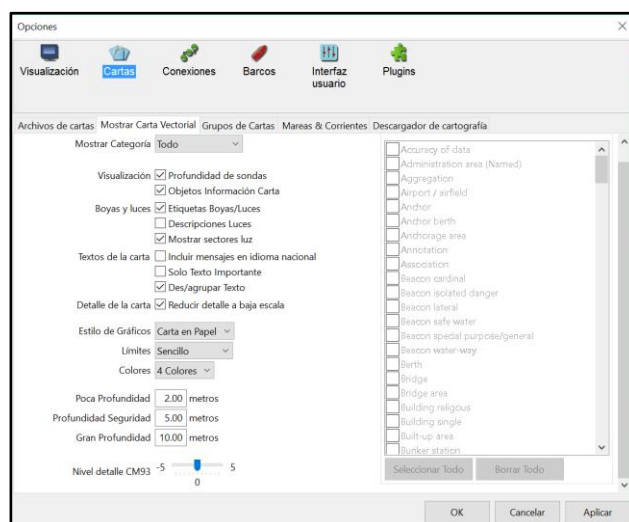 Opciones
Visualización Cartas Conexiones Barcos Interfaz usuario Plugins
Archivos de cartas Mostrar Carta Vectorial Grupos de Cartas Mareas & Corrientes Descargador de cartografía
Mostrar Categoría Todo
Visualización Profundidad de sondas
Objetos Información Carta
Boyas y luces Etiquetas Boyas/Luces
Descripciones Luces
Mostrar sectores luz
Textos de la carta Incluir mensajes en idioma nacional
Solo Texto Importante
Des/agrupar Texto
Detalle de la carta Reducir detalle a baja escala
Estilo de Gráficos Carta en Papel
Límites Sencillo
Colores 4 Colores
Poca Profundidad 2.00 metros
Profundidad Seguridad 5.00 metros
Gran Profundidad 10.00 metros
Nivel detalle CM93 -5 5
0
Accuracy of data
Administration area (Named)
Aggregation
Airport / airfield
Anchor
Anchor berth
Anchorage area
Annotation
Association
Beacon cardinal
Beacon isolated danger
Beacon lateral
Beacon safe water
Beacon special purpose/general
Beacon water-way
Berth
Bridge
Bridge area
Building religous
Building single
Built-up area
Bunker station
Seleccionar Todo Borrar Todo
OK Cancelar Aplicar